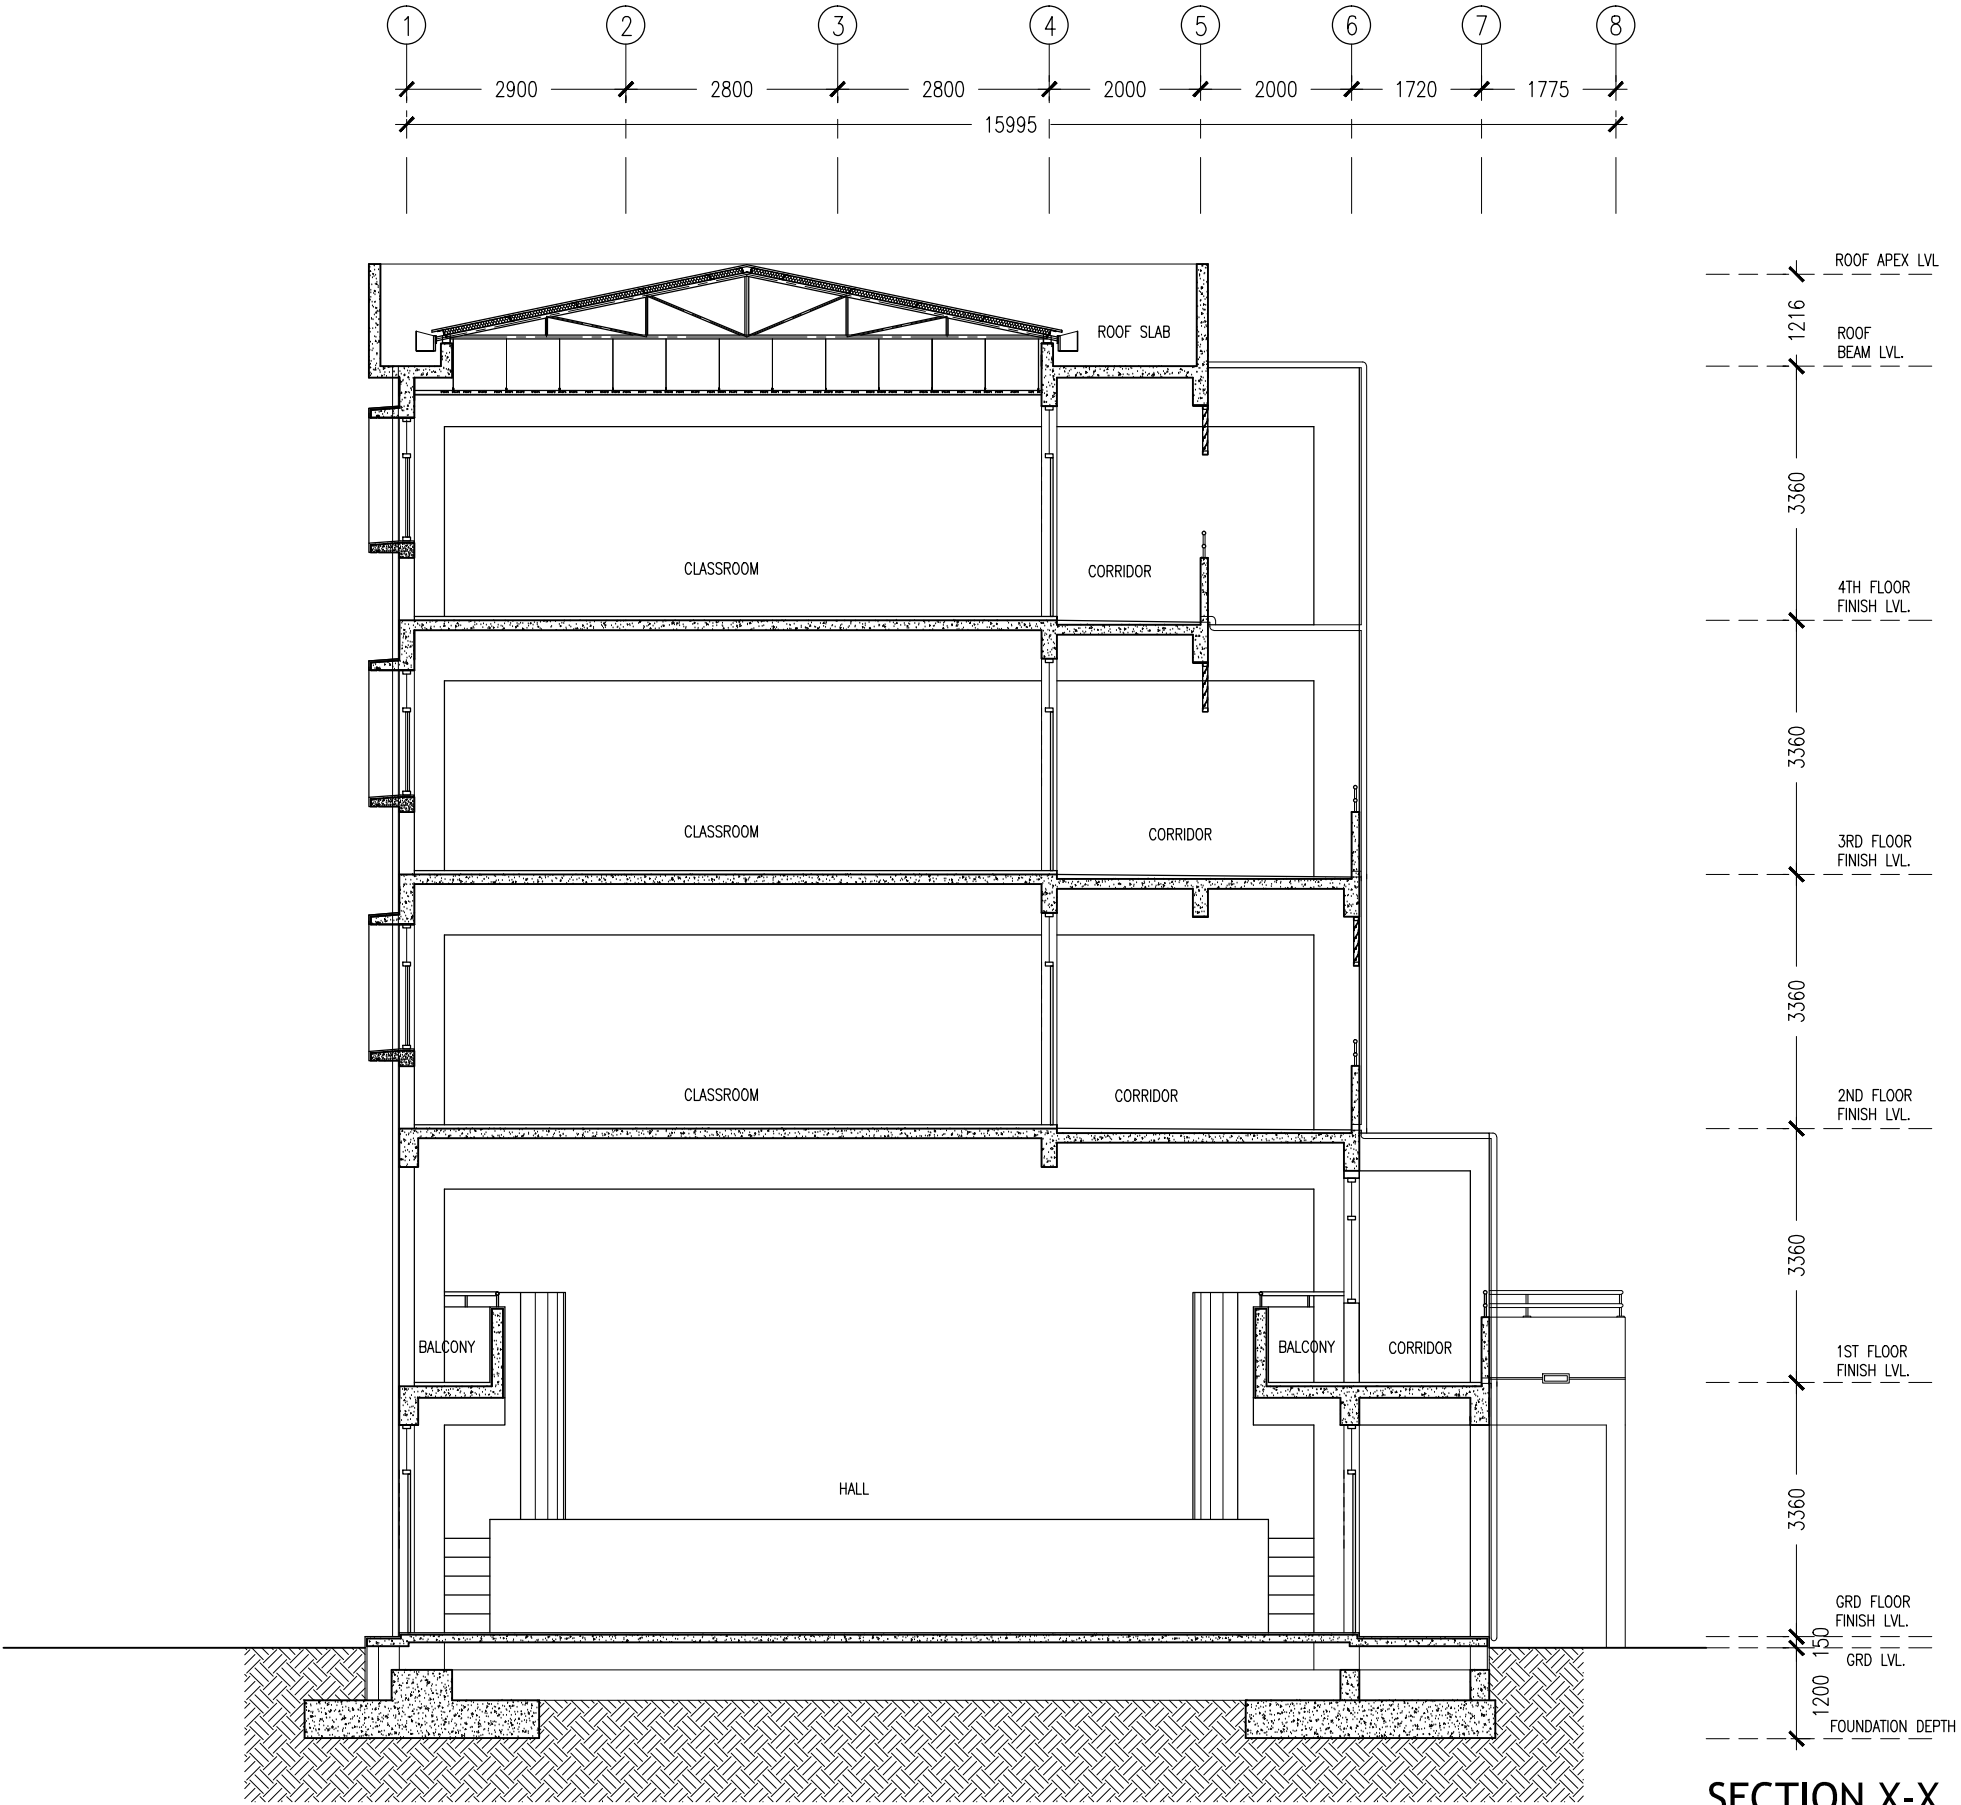 1 2 3 4 5 6 7 8
2900 2800 2800 2000 2000 1720 1775
15995
ROOF APEX LVL
1216
ROOF SLAB
ROOF
BEAM LVL.
3360
CLASSROOM CORRIDOR
4TH FLOOR
FINISH LVL.
3360
CLASSROOM CORRIDOR
3RD FLOOR
FINISH LVL.
3360
CLASSROOM CORRIDOR
2ND FLOOR
FINISH LVL.
3360
BALCONY BALCONY CORRIDOR
1ST FLOOR
FINISH LVL.
HALL
3360
GRD FLOOR
FINISH LVL.
150
GRD LVL.
1200
FOUNDATION DEPTH
SECTION X-X